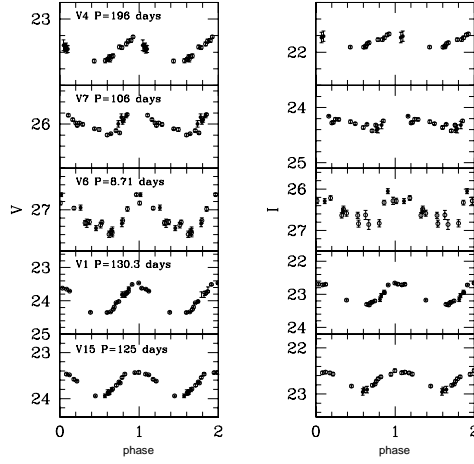 V4 P=196 days
23
22
V7 P=106 days
26
24
25
V6 P=8.71 days
27
26
27
V
I
V1 P=130.3 days
23
24
25
22
23
24
V15 P=125 days
23
24
22
23
0 1 2
0 1 2
phase
phase